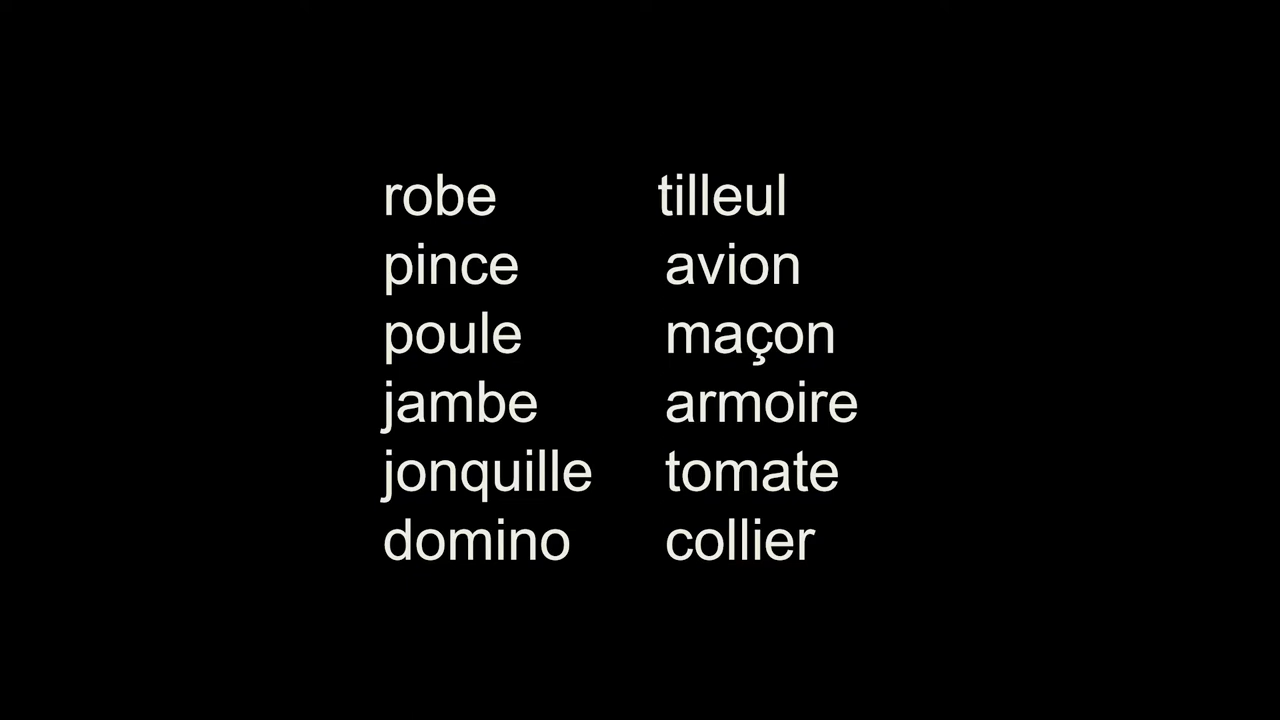 robe tilleul
pince avion
poule maçon
jambe armoire
jonquille tomate
domino collier